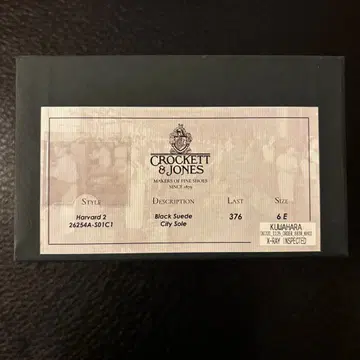 CROCKETT
& JONES
MAKERS OF FINE SHOES
SINCE 1879
STYLE DESCRIPTION LAST SIZE
Harvard 2 Black Suede 376 6 E
26254A-S01C1 City Sole
KUWAHARA
X-RAY INSPECTED